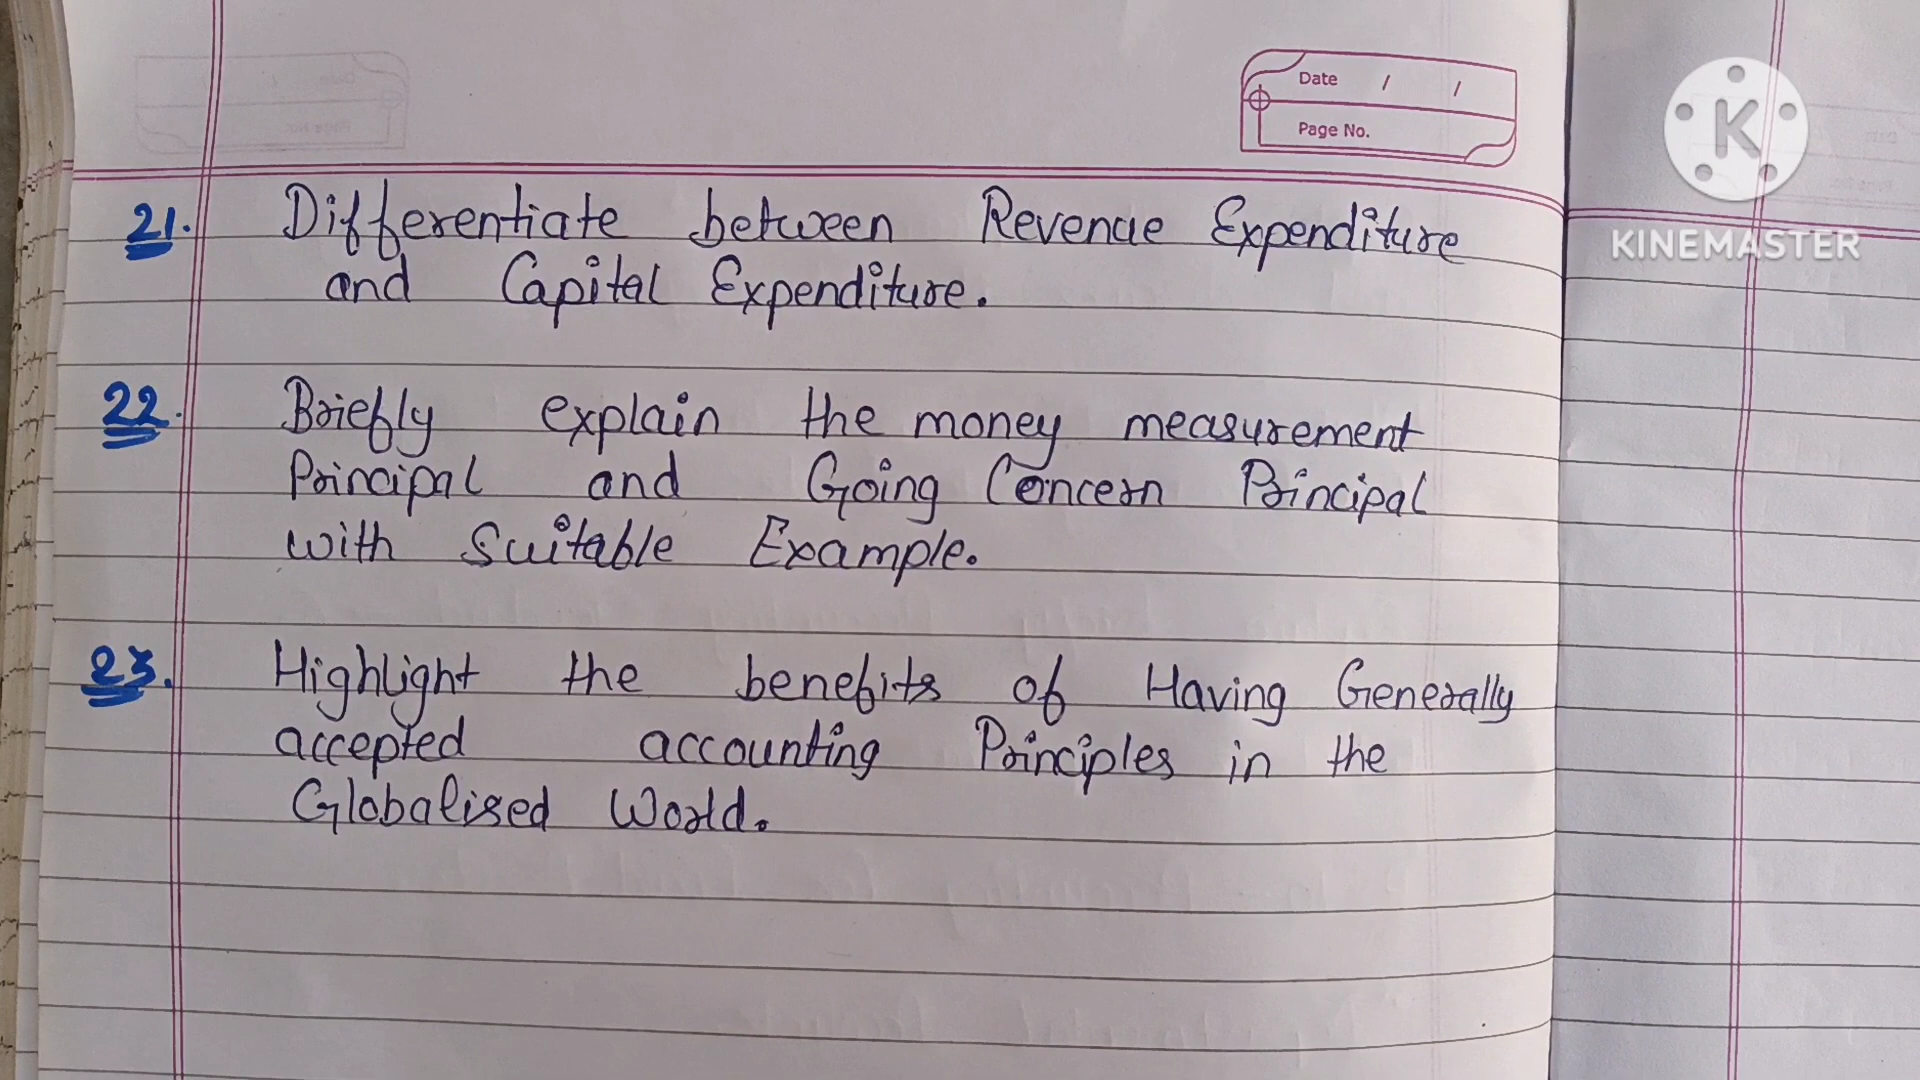 Date / /
Page No.
KINEMASTER
21. Differentiate between Revenue Expenditure
and Capital Expenditure.
22. Briefly explain the money measurement
Principal and Going Concern Principal
with Suitable Example.
23. Highlight the benefits of Having Generally
accepted accounting Principles in the
Globalised World.